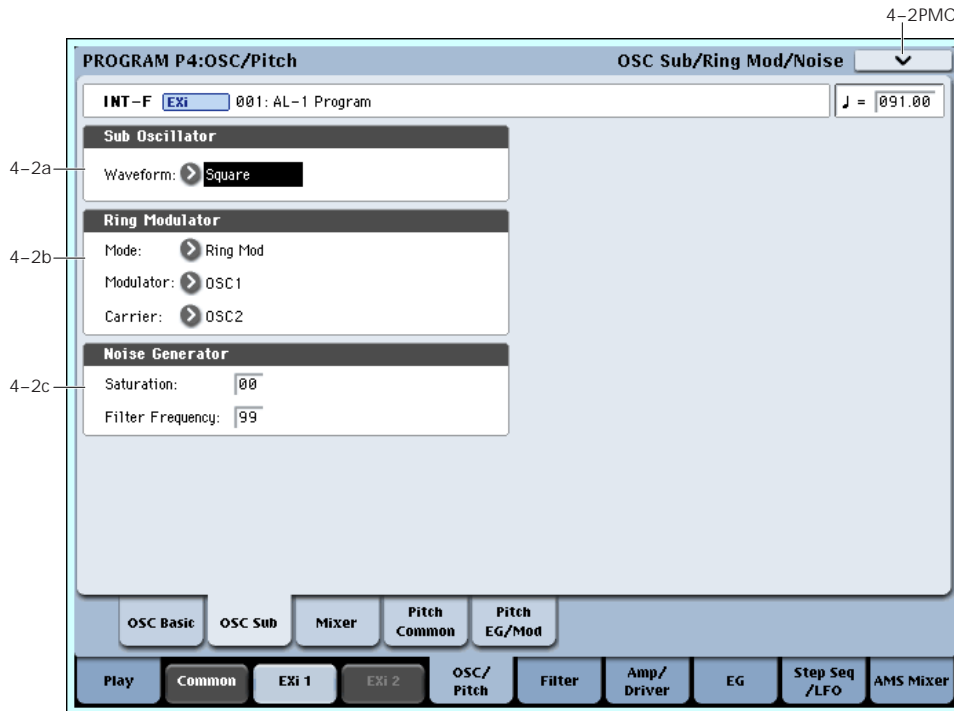 4-2PMC
PROGRAM P4:OSC/Pitch OSC Sub/Ring Mod/Noise
INT-F EXi 001: AL-1 Program ♩ = 091.00
Sub Oscillator
4-2a Waveform: Square
Ring Modulator
Mode: Ring Mod
4-2b
Modulator: OSC1
Carrier: OSC2
Noise Generator
4-2c Saturation: 00
Filter Frequency: 99
OSC Basic OSC Sub Mixer Pitch Common Pitch EG/Mod
Play Common EXi 1 EXi 2 OSC/Pitch Filter Amp/Driver EG Step Seq/LFO AMS Mixer